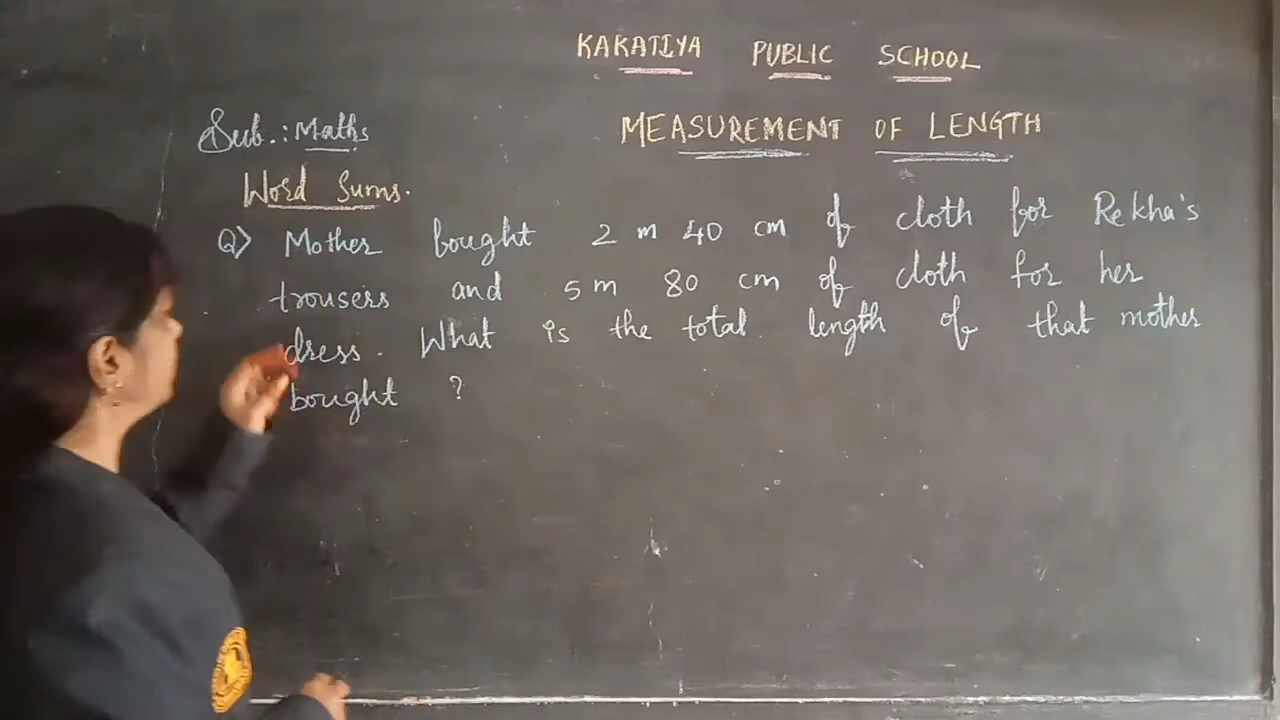 KAKATIYA PUBLIC SCHOOL
Sub.: Maths
MEASUREMENT OF LENGTH
Word Sums.
Q> Mother bought 2 m 40 cm of cloth for Rekha's
trousers and 5 m 80 cm of cloth for her
dress. What is the total length of that mother
bought ?